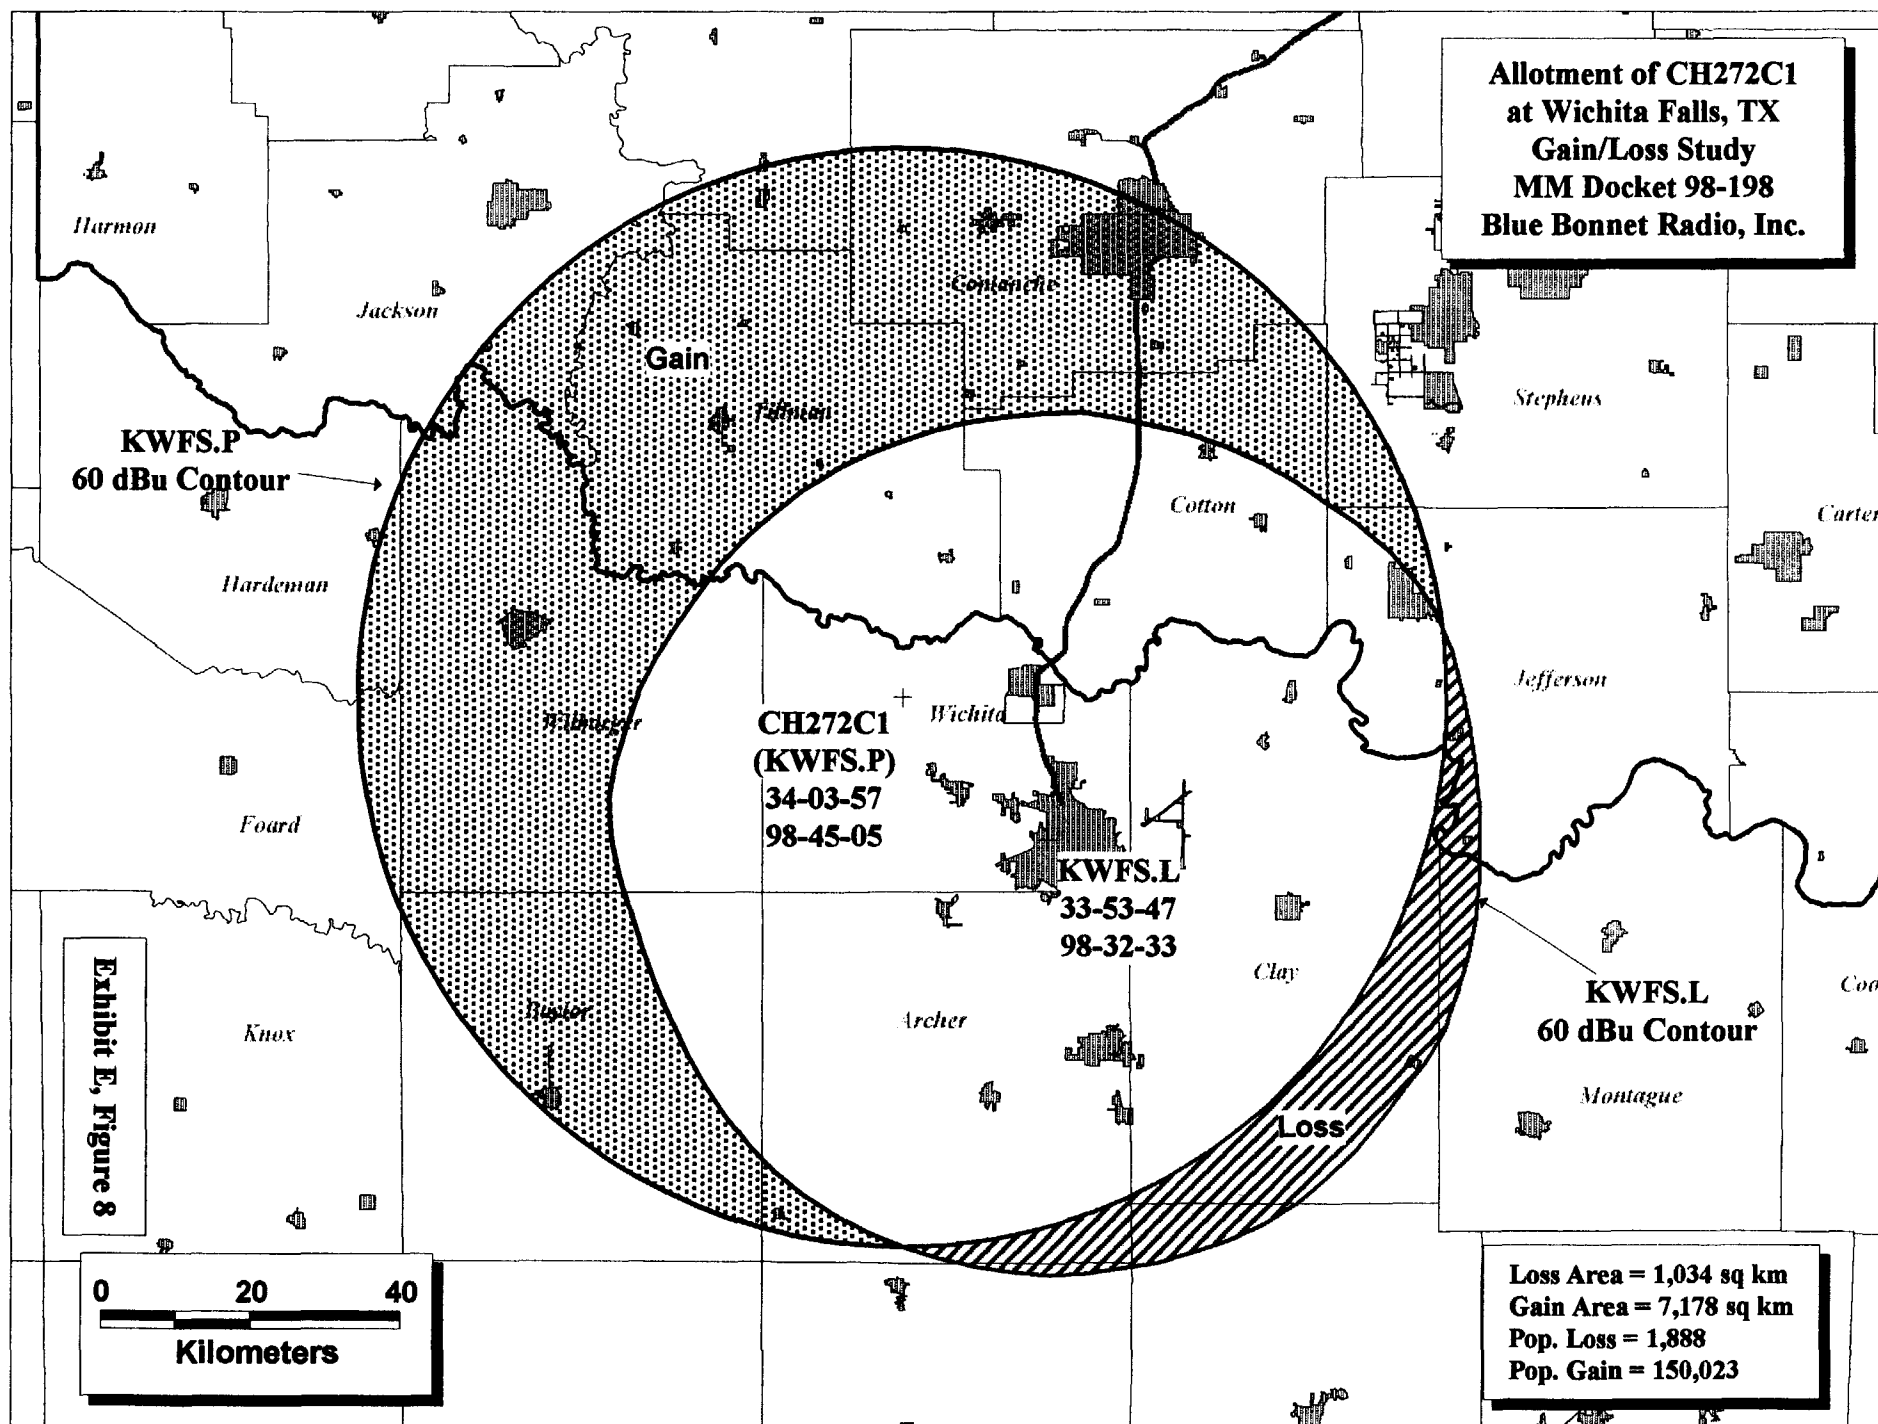 Allotment of CH272C1
at Wichita Falls, TX
Gain/Loss Study
MM Docket 98-198
Blue Bonnet Radio, Inc.
Harmon
Jackson
Comanche
Gain
Tillman
Stephens
KWFS.P
60 dBu Contour
Cotton
Carter
Hardeman
Jefferson
Wilbarger
Wichita
CH272C1
(KWFS.P)
34-03-57
98-45-05
Foard
KWFS.L
33-53-47
98-32-33
Clay
Exhibit E, Figure 8
Knox
Baylor
Archer
KWFS.L
60 dBu Contour
Coo
Montague
Loss
0 20 40
Kilometers
Loss Area = 1,034 sq km
Gain Area = 7,178 sq km
Pop. Loss = 1,888
Pop. Gain = 150,023